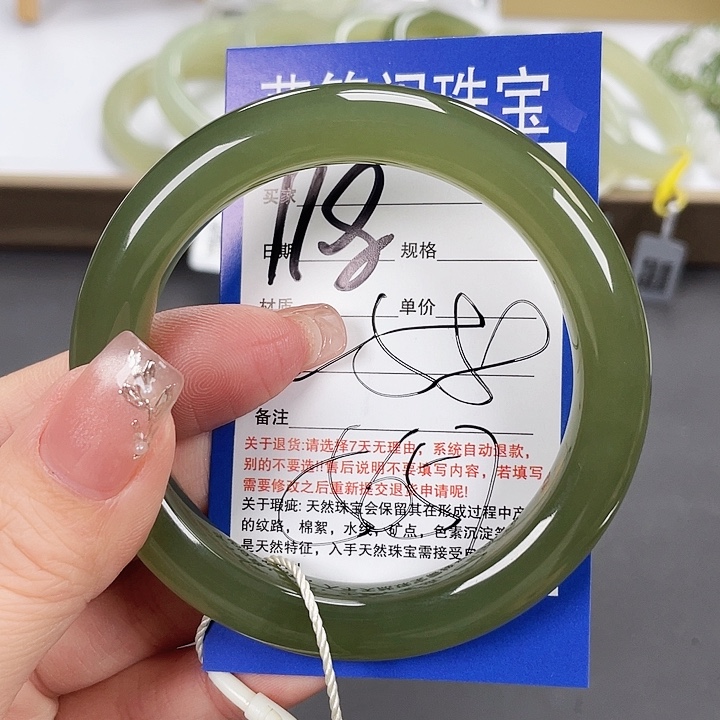 珠宝
买家
118
日期 规格
材质 单价
58
备注
关于退货:请选择7天无理由，系统自动退款，
别的不要选!!售后说明不要填写内容，若填写
需要修改之后重新提交退货申请呢!
关于瑕疵: 天然珠宝会保留其在形成过程中产
的纹路，棉絮，水线，矿点，色素沉淀等
是天然特征，入手天然珠宝需接受